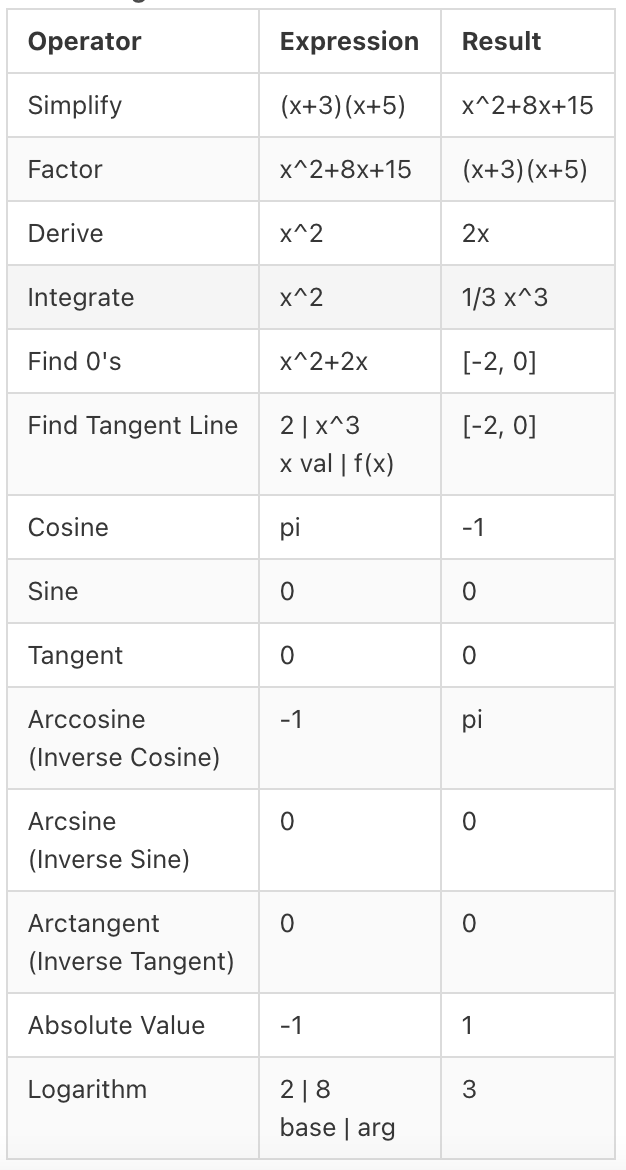 Operator Expression Result
Simplify (x+3)(x+5) x^2+8x+15
Factor x^2+8x+15 (x+3)(x+5)
Derive x^2 2x
Integrate x^2 1/3 x^3
Find 0's x^2+2x [-2, 0]
Find Tangent Line 2 | x^3 [-2, 0]
x val | f(x)
Cosine pi -1
Sine 0 0
Tangent 0 0
Arccosine -1 pi
(Inverse Cosine)
Arcsine 0 0
(Inverse Sine)
Arctangent 0 0
(Inverse Tangent)
Absolute Value -1 1
Logarithm 2 | 8 3
base | arg